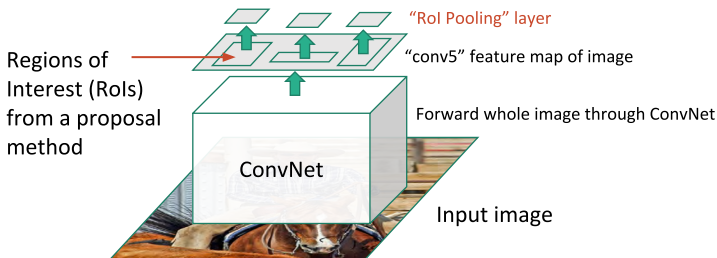 “RoI Pooling” layer
“conv5” feature map of image
Regions of
Interest (RoIs)
from a proposal
method
Forward whole image through ConvNet
ConvNet
Input image